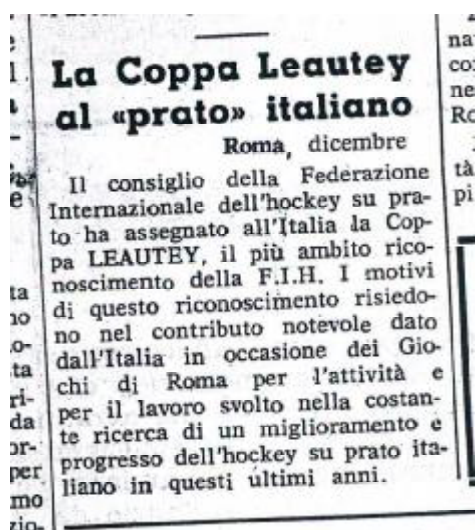 La Coppa Leautey
al «prato» italiano
Roma, dicembre
Il consiglio della Federazione
Internazionale dell'hockey su pra-
to ha assegnato all'Italia la Cop-
pa LEAUTEY, il più ambito rico-
noscimento della F.I.H. I motivi
di questo riconoscimento risiedo-
no nel contributo notevole dato
dall'Italia in occasione dei Gio-
chi di Roma per l'attività e
per il lavoro svolto nella costan-
te ricerca di un miglioramento e
progresso dell'hockey su prato ita-
liano in questi ultimi anni.